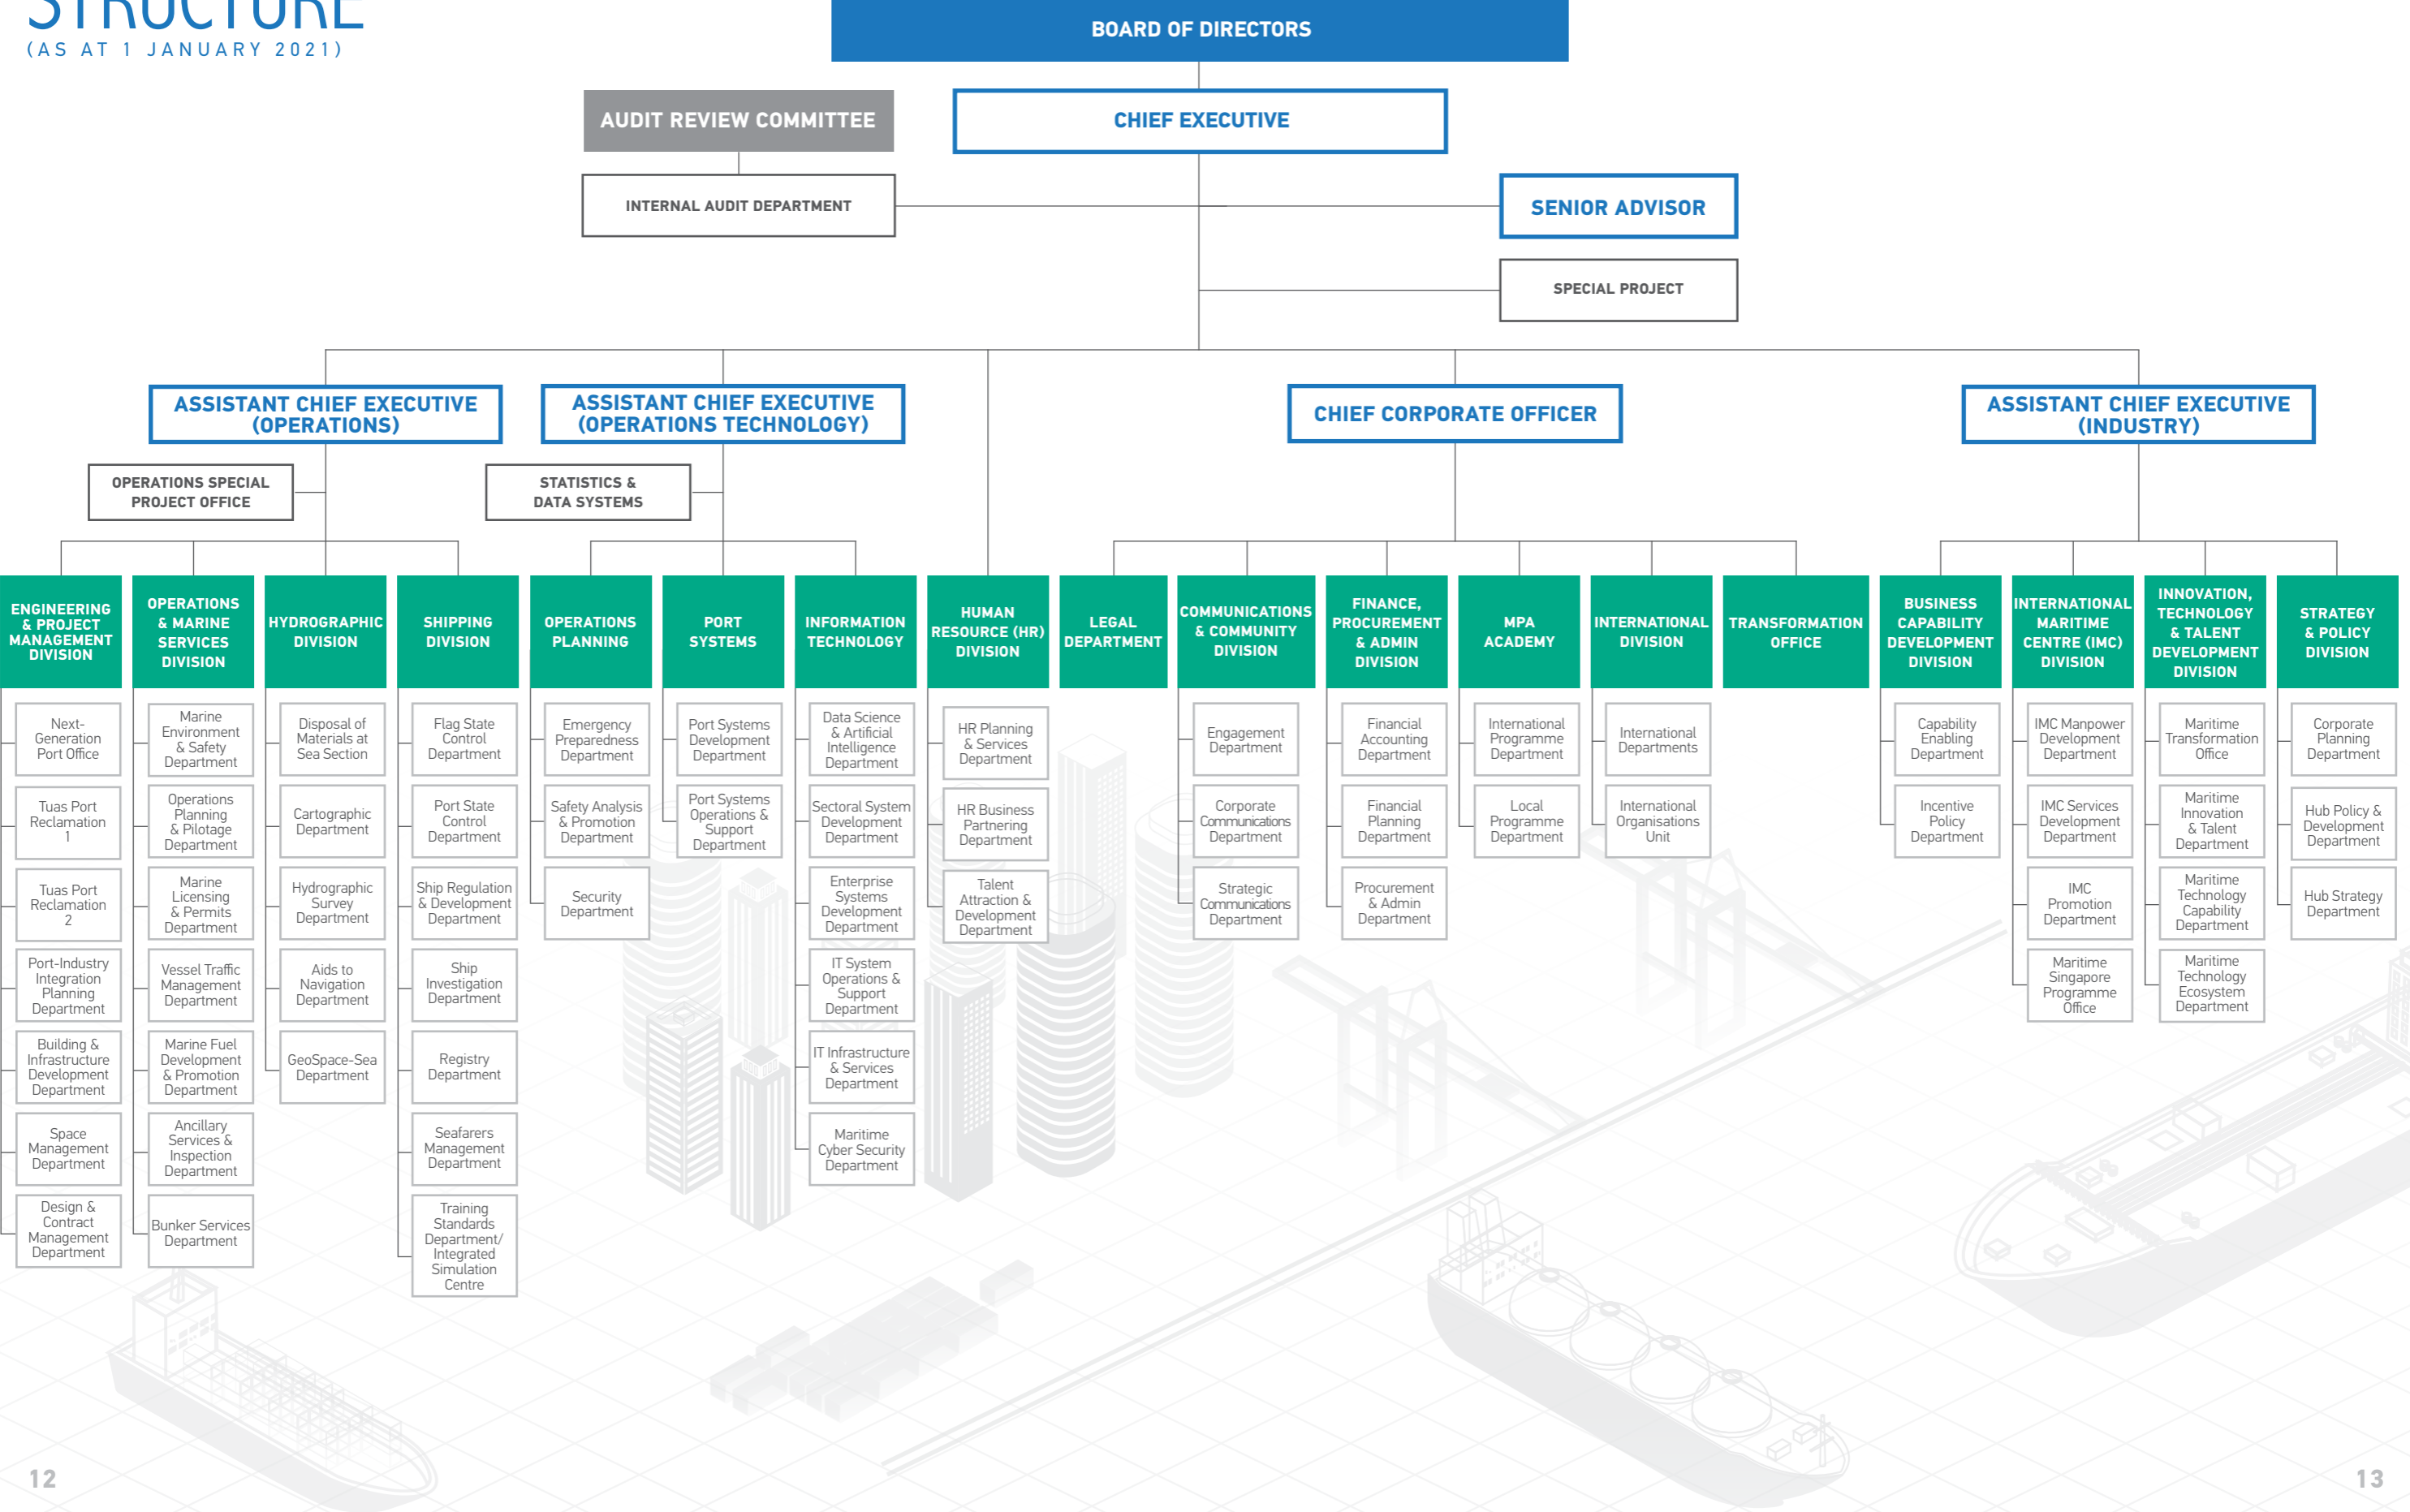 STRUCTURE
(AS AT 1 JANUARY 2021)
BOARD OF DIRECTORS
AUDIT REVIEW COMMITTEE
CHIEF EXECUTIVE
INTERNAL AUDIT DEPARTMENT
SENIOR ADVISOR
SPECIAL PROJECT
ASSISTANT CHIEF EXECUTIVE
(OPERATIONS)
ASSISTANT CHIEF EXECUTIVE
(OPERATIONS TECHNOLOGY)
CHIEF CORPORATE OFFICER
ASSISTANT CHIEF EXECUTIVE
(INDUSTRY)
OPERATIONS SPECIAL
PROJECT OFFICE
STATISTICS &
DATA SYSTEMS
ENGINEERING
& PROJECT
MANAGEMENT
DIVISION
Next-
Generation
Port Office
Tuas Port
Reclamation
1
Tuas Port
Reclamation
2
Port-Industry
Integration
Planning
Department
Building &
Infrastructure
Development
Department
Space
Management
Department
Design &
Contract
Management
Department
OPERATIONS
& MARINE
SERVICES
DIVISION
Marine
Environment
& Safety
Department
Operations
Planning
& Pilotage
Department
Marine
Licensing
& Permits
Department
Vessel Traffic
Management
Department
Marine Fuel
Development
& Promotion
Department
Ancillary
Services &
Inspection
Department
Bunker Services
Department
HYDROGRAPHIC
DIVISION
Disposal of
Materials at
Sea Section
Cartographic
Department
Hydrographic
Survey
Department
Aids to
Navigation
Department
GeoSpace-Sea
Department
SHIPPING
DIVISION
Flag State
Control
Department
Port State
Control
Department
Ship Regulation
& Development
Department
Ship
Investigation
Department
Registry
Department
Seafarers
Management
Department
Training
Standards
Department/
Integrated
Simulation
Centre
OPERATIONS
PLANNING
Emergency
Preparedness
Department
Safety Analysis
& Promotion
Department
Security
Department
PORT
SYSTEMS
Port Systems
Development
Department
Port Systems
Operations &
Support
Department
INFORMATION
TECHNOLOGY
Data Science
& Artificial
Intelligence
Department
Sectoral System
Development
Department
Enterprise
Systems
Development
Department
IT System
Operations &
Support
Department
IT Infrastructure
& Services
Department
Maritime
Cyber Security
Department
HUMAN
RESOURCE (HR)
DIVISION
HR Planning
& Services
Department
HR Business
Partnering
Department
Talent
Attraction &
Development
Department
LEGAL
DEPARTMENT
COMMUNICATIONS
& COMMUNITY
DIVISION
Engagement
Department
Corporate
Communications
Department
Strategic
Communications
Department
FINANCE,
PROCUREMENT
& ADMIN
DIVISION
Financial
Accounting
Department
Financial
Planning
Department
Procurement
& Admin
Department
MPA
ACADEMY
International
Programme
Department
Local
Programme
Department
INTERNATIONAL
DIVISION
International
Departments
International
Organisations
Unit
TRANSFORMATION
OFFICE
BUSINESS
CAPABILITY
DEVELOPMENT
DIVISION
Capability
Enabling
Department
Incentive
Policy
Department
INTERNATIONAL
MARITIME
CENTRE (IMC)
DIVISION
IMC Manpower
Development
Department
IMC Services
Development
Department
IMC
Promotion
Department
Maritime
Singapore
Programme
Office
INNOVATION,
TECHNOLOGY
& TALENT
DEVELOPMENT
DIVISION
Maritime
Transformation
Office
Maritime
Innovation
& Talent
Department
Maritime
Technology
Capability
Department
Maritime
Technology
Ecosystem
Department
STRATEGY
& POLICY
DIVISION
Corporate
Planning
Department
Hub Policy &
Development
Department
Hub Strategy
Department
12
13